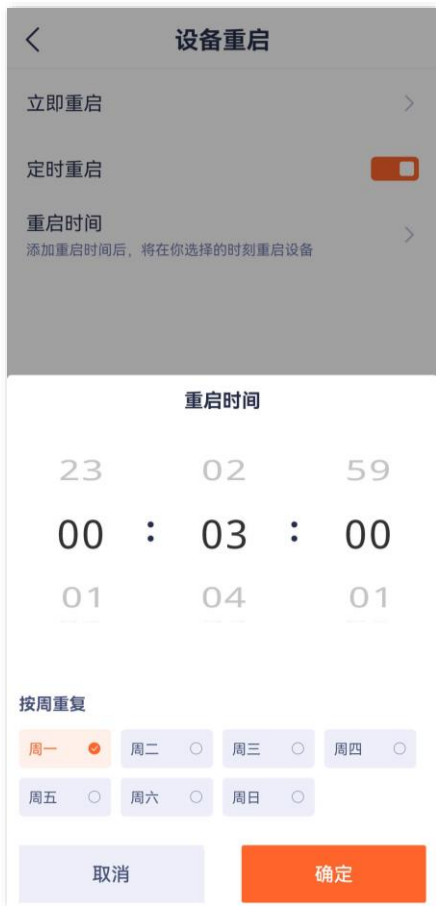 设备重启
立即重启
定时重启
重启时间
添加重启时间后，将在你选择的时刻重启设备
重启时间
23 02 59
00 : 03 : 00
01 04 01
按周重复
周一 周二 周三 周四
周五 周六 周日
取消 确定